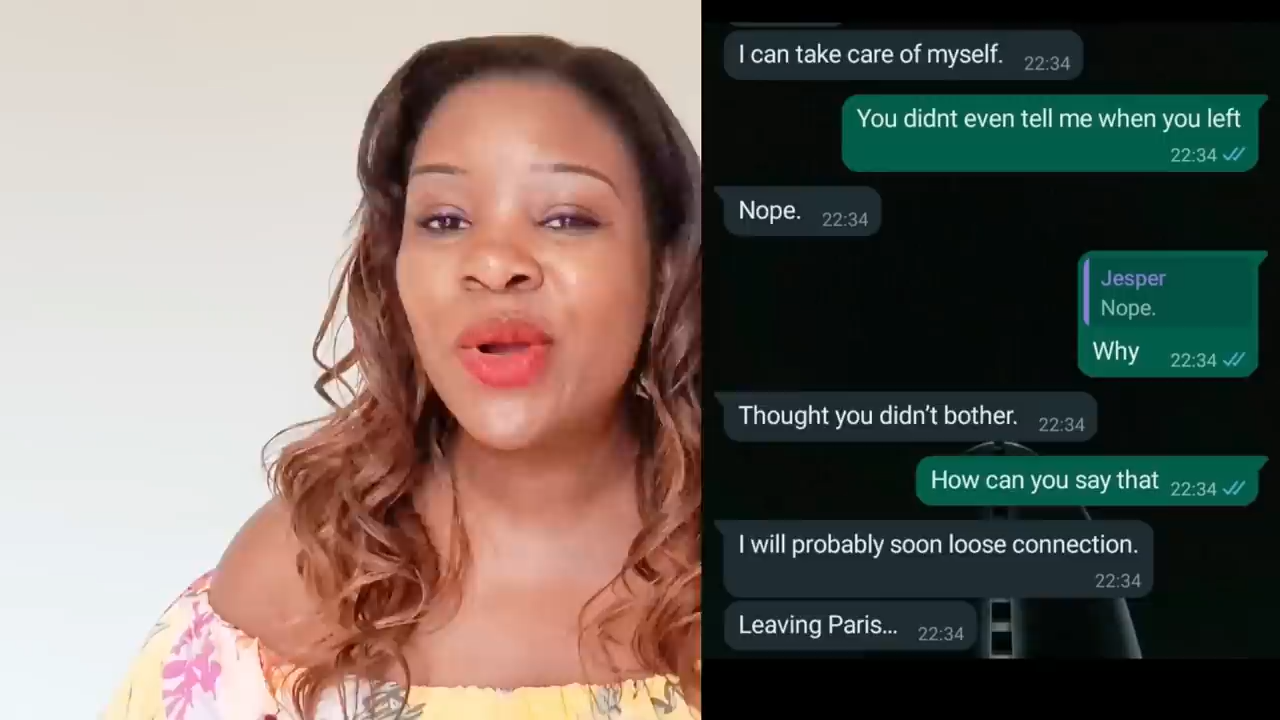 I can take care of myself. 22:34
You didnt even tell me when you left
22:34
Nope. 22:34
Jesper
Nope.
Why 22:34
Thought you didn’t bother. 22:34
How can you say that 22:34
I will probably soon loose connection.
22:34
Leaving Paris... 22:34